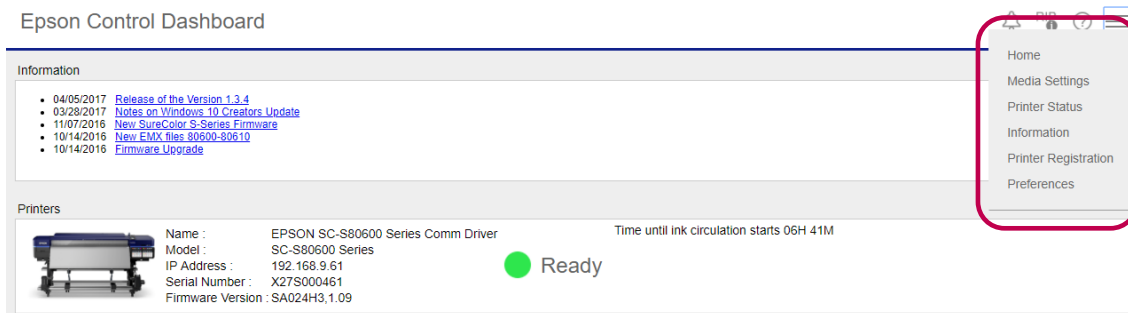 Epson Control Dashboard
Home
Media Settings
Printer Status
Information
Printer Registration
Preferences
Information
04/05/2017 Release of the Version 1.3.4
03/28/2017 Notes on Windows 10 Creators Update
11/07/2016 New SureColor S-Series Firmware
10/14/2016 New EMX files 80600-80610
10/14/2016 Firmware Upgrade
Printers
Name : EPSON SC-S80600 Series Comm Driver
Model : SC-S80600 Series
IP Address : 192.168.9.61
Serial Number : X27S000461
Firmware Version : SA024H3,1.09
Ready
Time until ink circulation starts 06H 41M